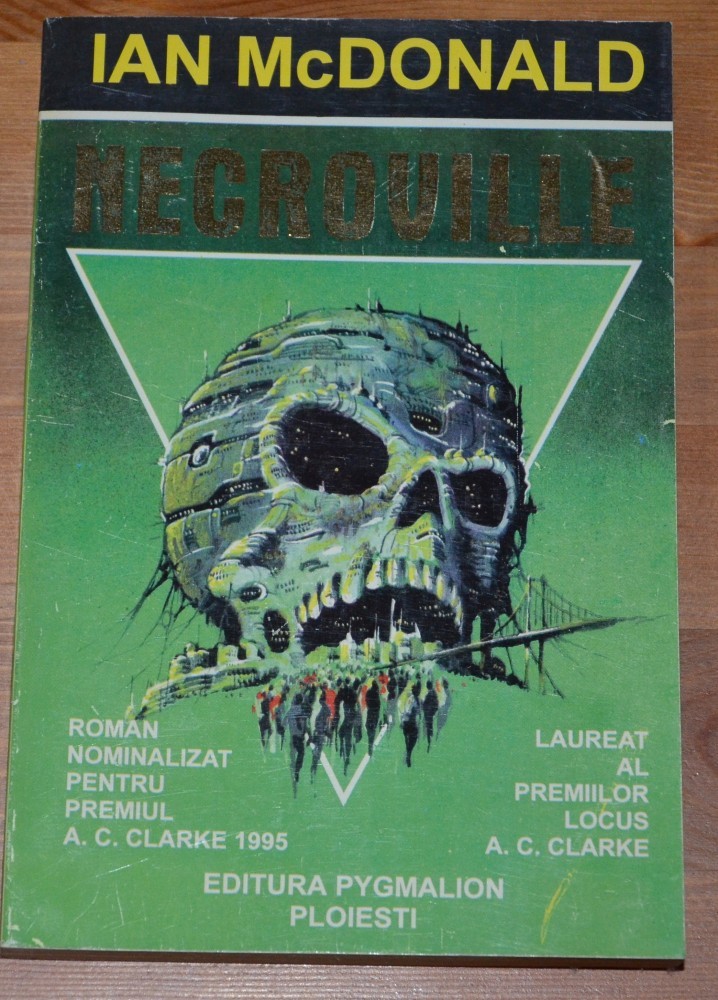 IAN McDONALD
NECROVILLE
ROMAN
NOMINALIZAT
PENTRU
PREMIUL
A. C. CLARKE 1995
LAUREAT
AL
PREMIILOR
LOCUS
A. C. CLARKE
EDITURA PYGMALION
PLOIESTI